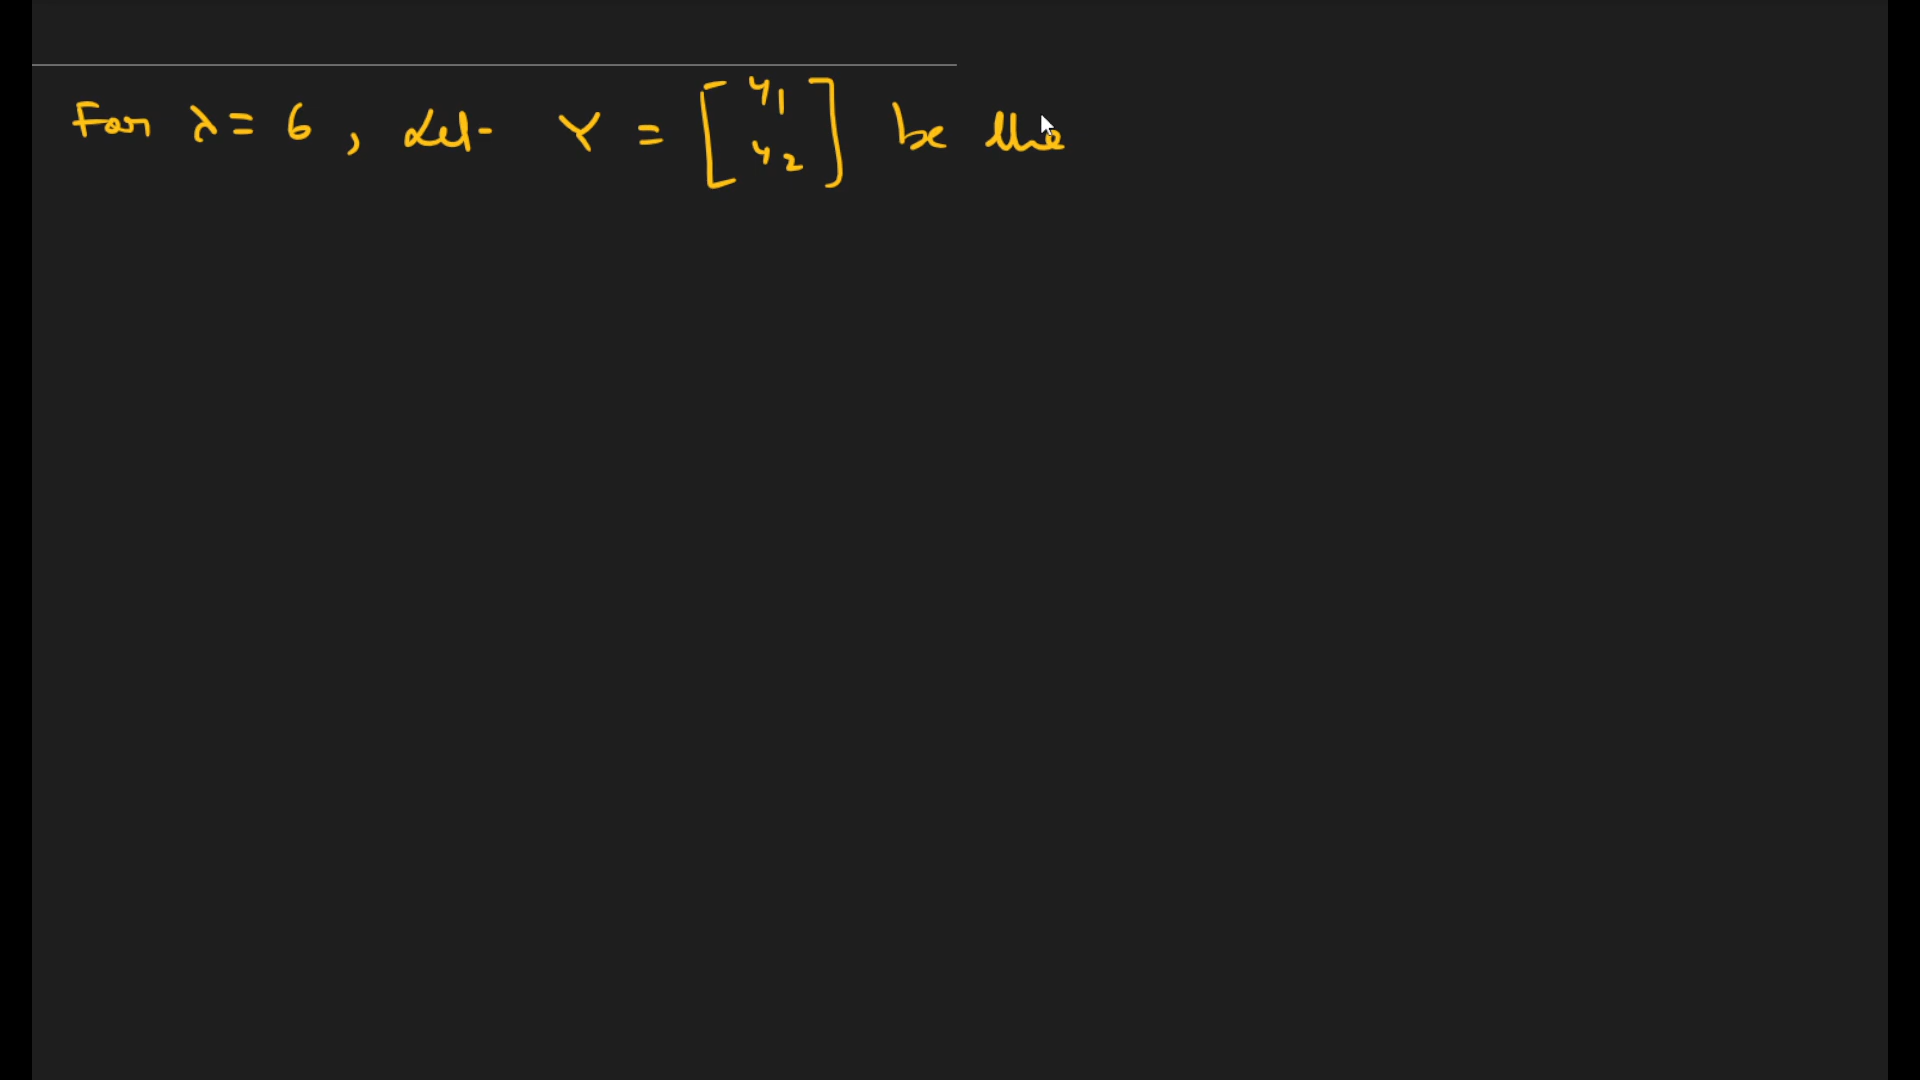 For λ = 6 , Let Y = [ y1 y2 ] be the